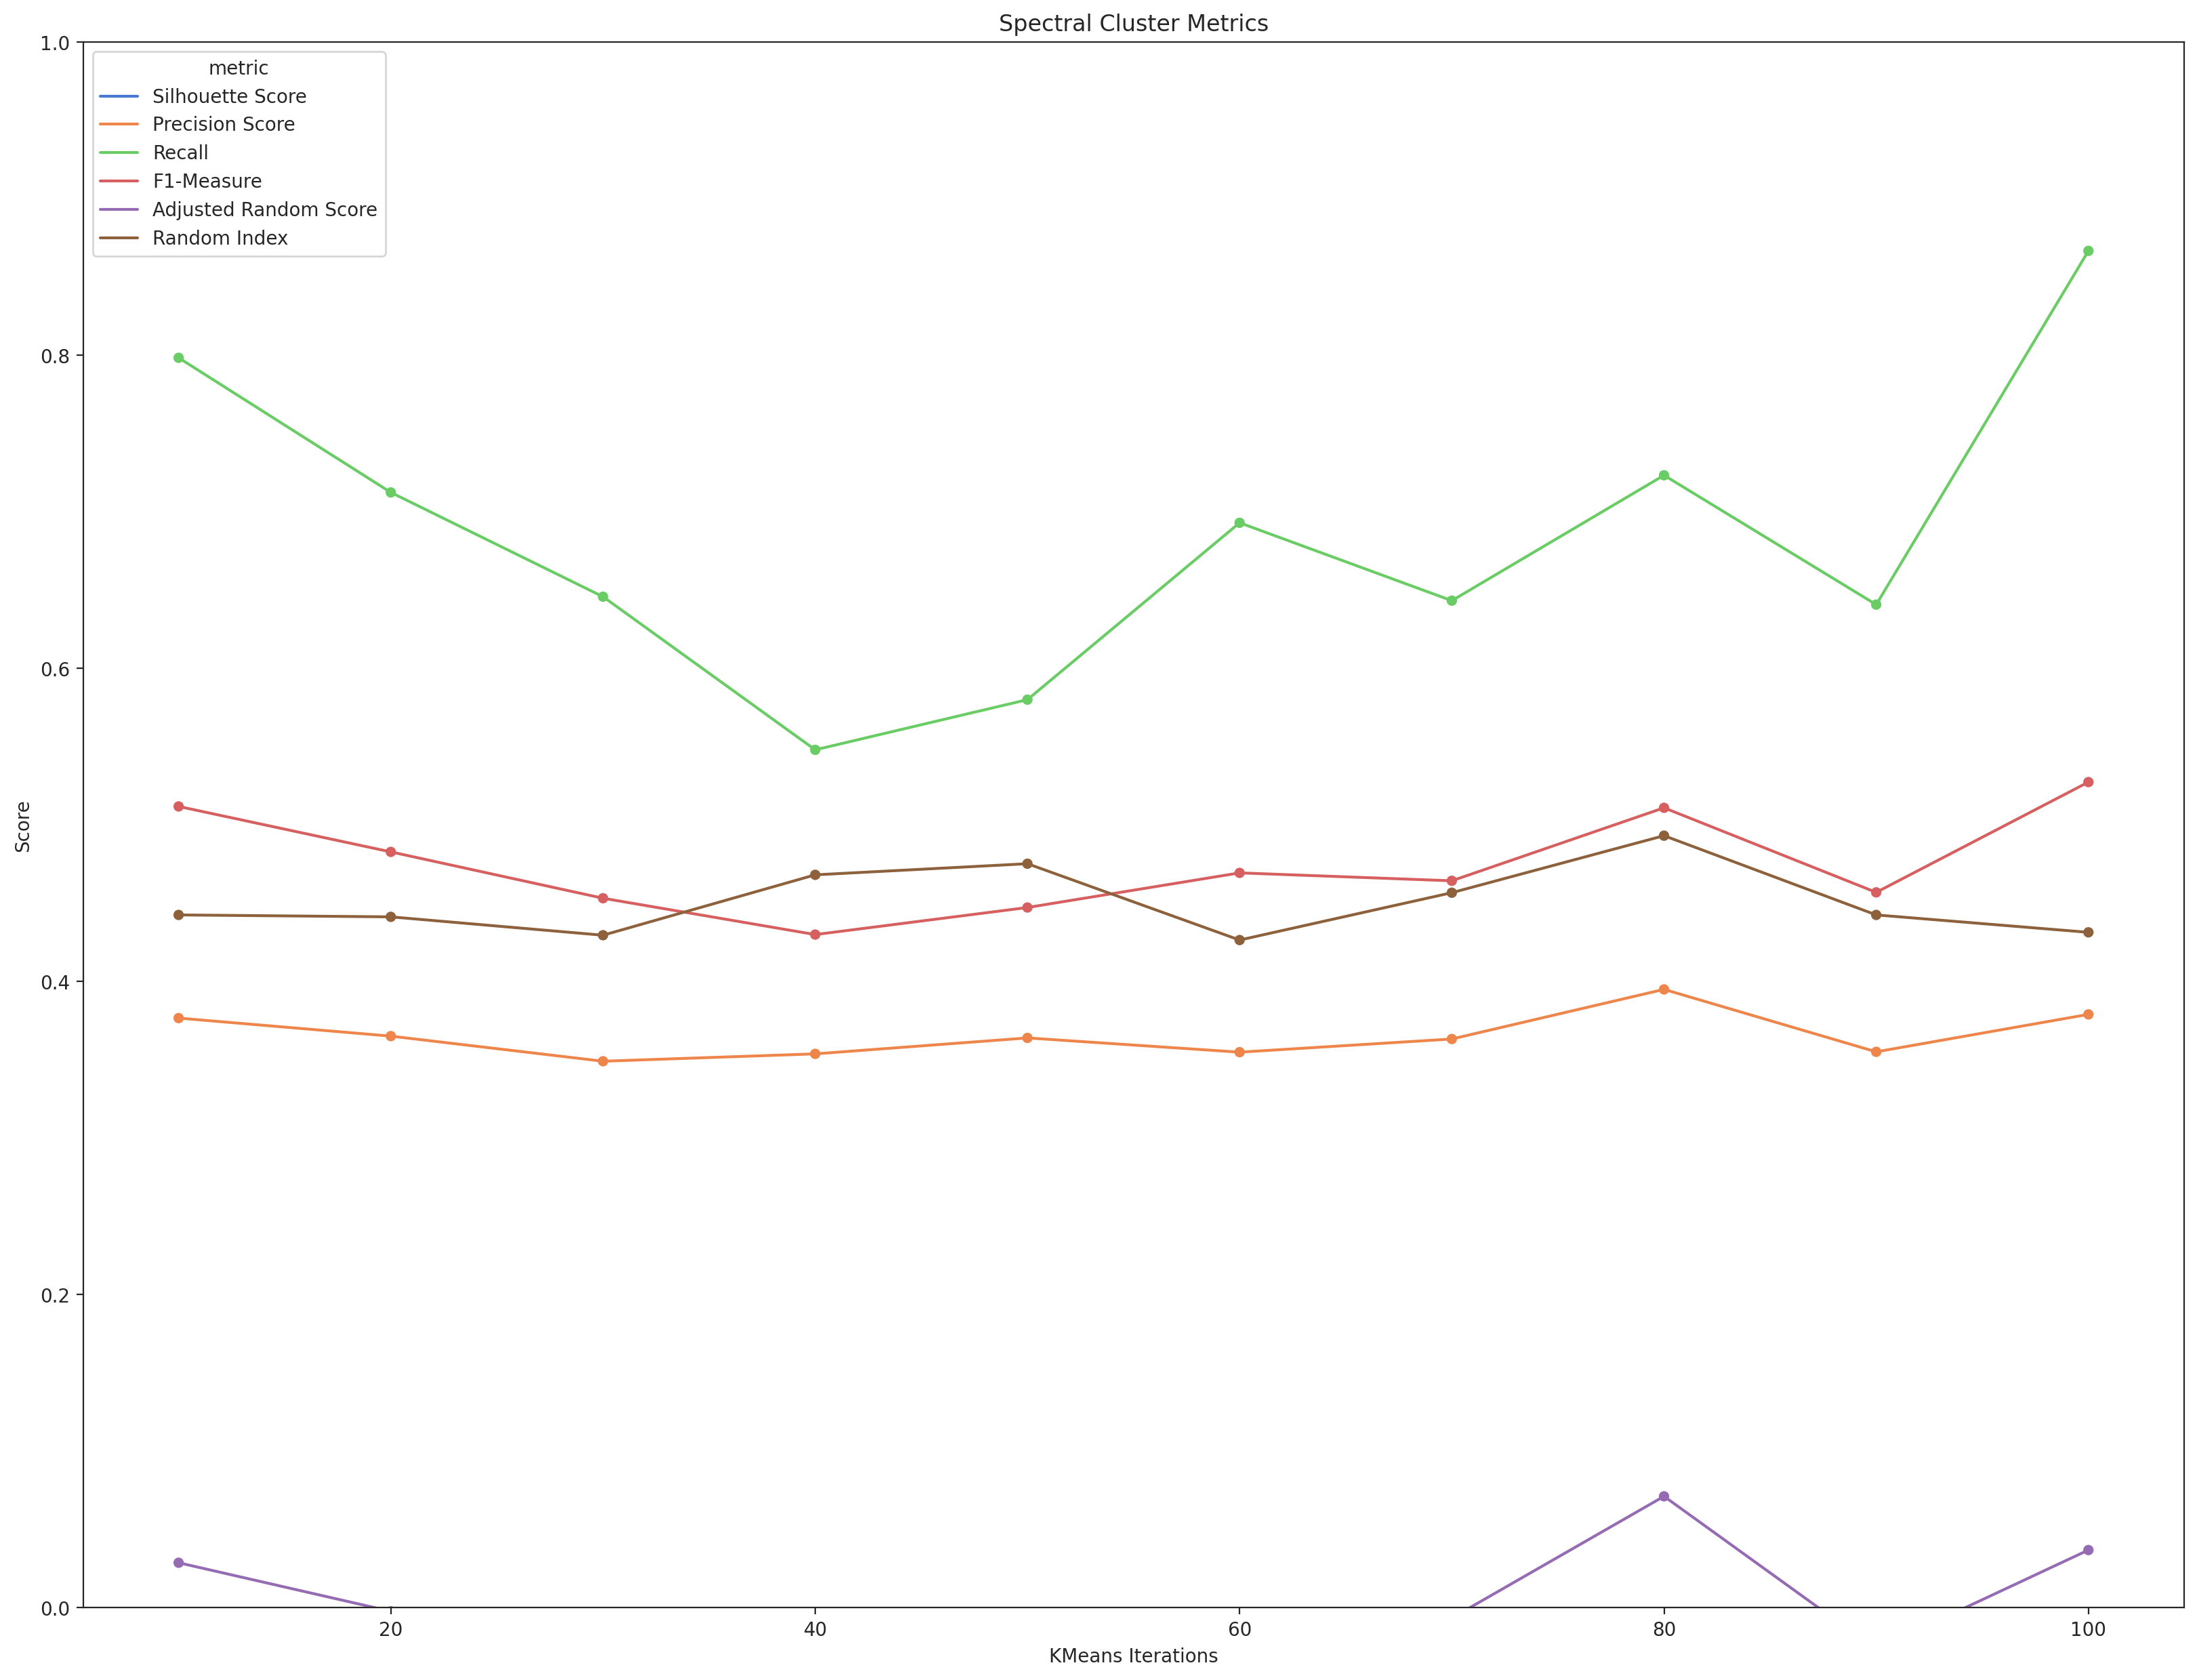 Spectral Cluster Metrics
1.0
0.8
0.6
0.4
0.2
0.0
Score
metric
Silhouette Score
Precision Score
Recall
F1-Measure
Adjusted Random Score
Random Index
20 40 60 80 100
KMeans Iterations